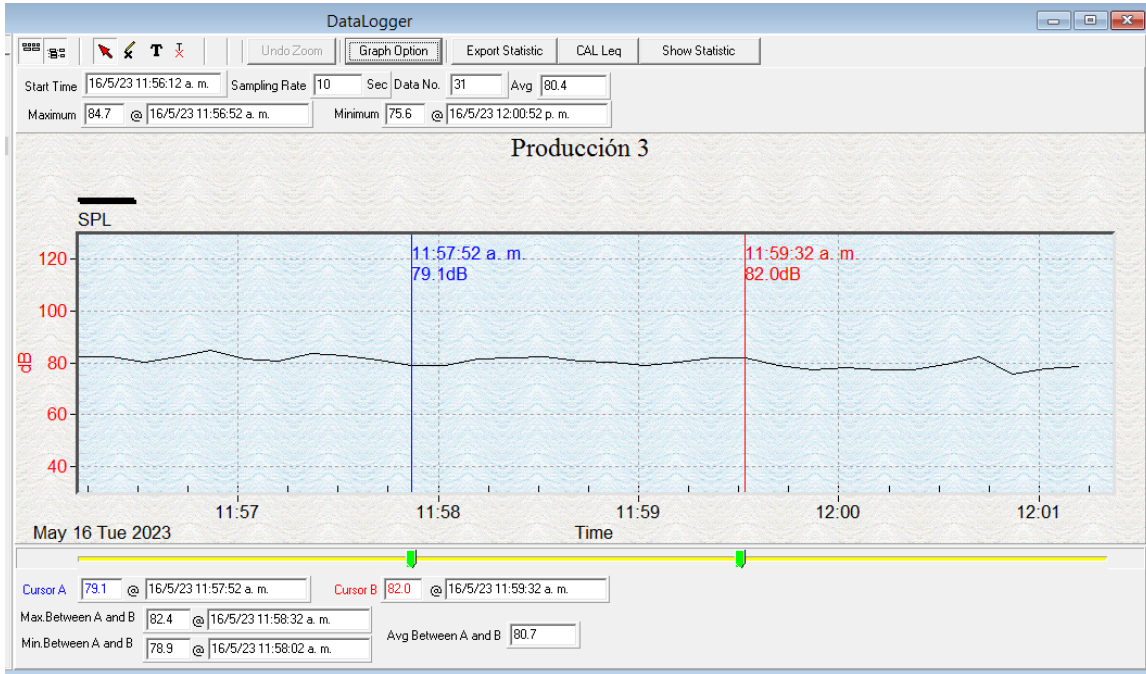 DataLogger
T T Undo Zoom Graph Option Export Statistic CAL Leq Show Statistic
Start Time 16/5/23 11:56:12 a. m. Sampling Rate 10 Sec Data No. 31 Avg 80.4
Maximum 84.7 @ 16/5/23 11:56:52 a. m. Minimum 75.6 @ 16/5/23 12:00:52 p. m.
Producción 3
SPL
11:57:52 a. m. 11:59:32 a. m.
79.1dB 82.0dB
120
100
dB 80
60
40
11:57 11:58 11:59 12:00 12:01
May 16 Tue 2023 Time
Cursor A 79.1 @ 16/5/23 11:57:52 a. m. Cursor B 82.0 @ 16/5/23 11:59:32 a. m.
Max.Between A and B 82.4 @ 16/5/23 11:58:32 a. m.
Avg Between A and B 80.7
Min.Between A and B 78.9 @ 16/5/23 11:58:02 a. m.